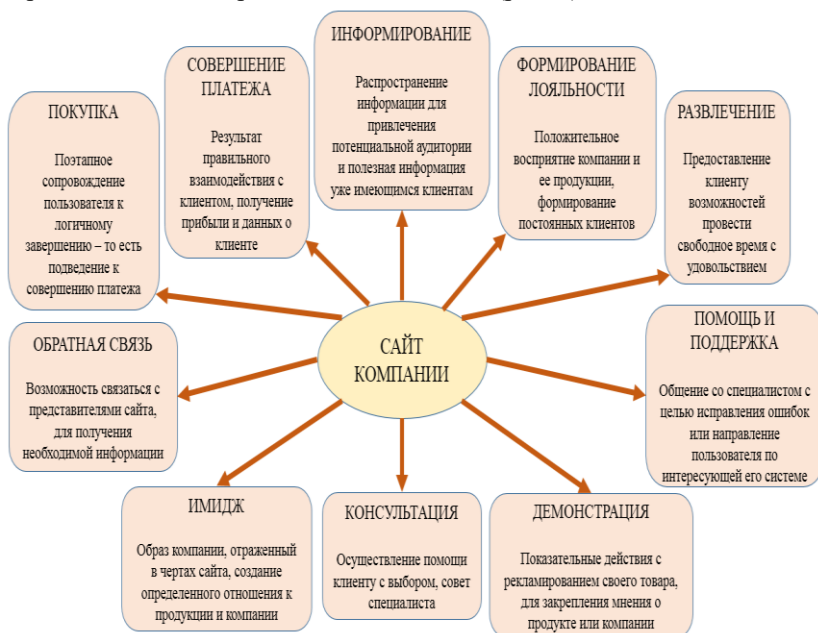 ИНФОРМИРОВАНИЕ
Распространение
информации для
привлечения
потенциальной аудитории
и полезная информация
уже имеющимся клиентам
СОВЕРШЕНИЕ
ПЛАТЕЖА
Результат
правильного
взаимодействия с
клиентом, получение
прибыли и данных о
клиенте
ФОРМИРОВАНИЕ
ЛОЯЛЬНОСТИ
Положительное
восприятие компании и
ее продукции,
формирование
постоянных клиентов
ПОКУПКА
Поэтапное
сопровождение
пользователя к
логичному
завершению – то есть
подведение к
совершению платежа
РАЗВЛЕЧЕНИЕ
Предоставление
клиенту
возможностей
провести
свободное время с
удовольствием
САЙТ
КОМПАНИИ
ОБРАТНАЯ СВЯЗЬ
Возможность связаться с
представителями сайта,
для получения
необходимой информации
ПОМОЩЬ И
ПОДДЕРЖКА
Общение со специалистом с
целью исправления ошибок
или направление
пользователя по
интересующей его системе
ИМИДЖ
Образ компании, отраженный
в чертах сайта, создание
определенного отношения к
продукции и компании
КОНСУЛЬТАЦИЯ
Осуществление помощи
клиенту с выбором, совет
специалиста
ДЕМОНСТРАЦИЯ
Показательные действия с
рекламированием своего товара,
для закрепления мнения о
продукте или компании